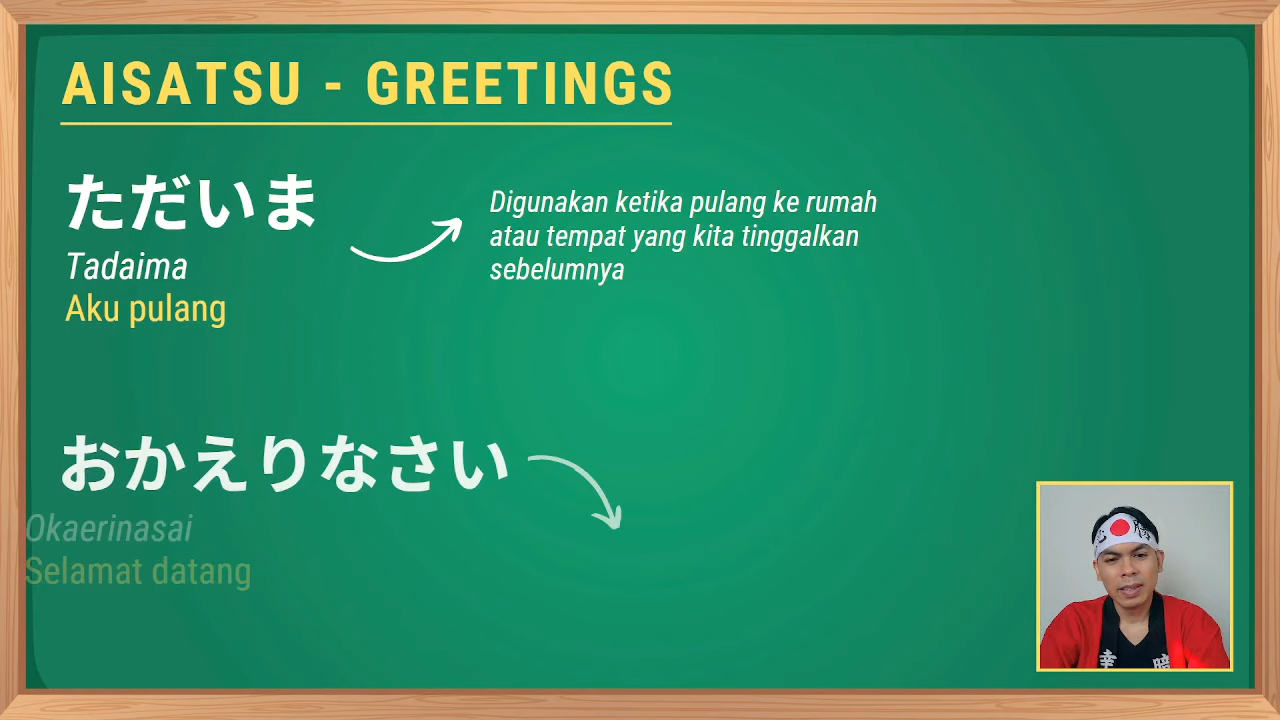 AISATSU - GREETINGS
ただいま
Tadaima
Aku pulang
Digunakan ketika pulang ke rumah
atau tempat yang kita tinggalkan
sebelumnya
おかえりなさい
Okaerinasai
Selamat datang